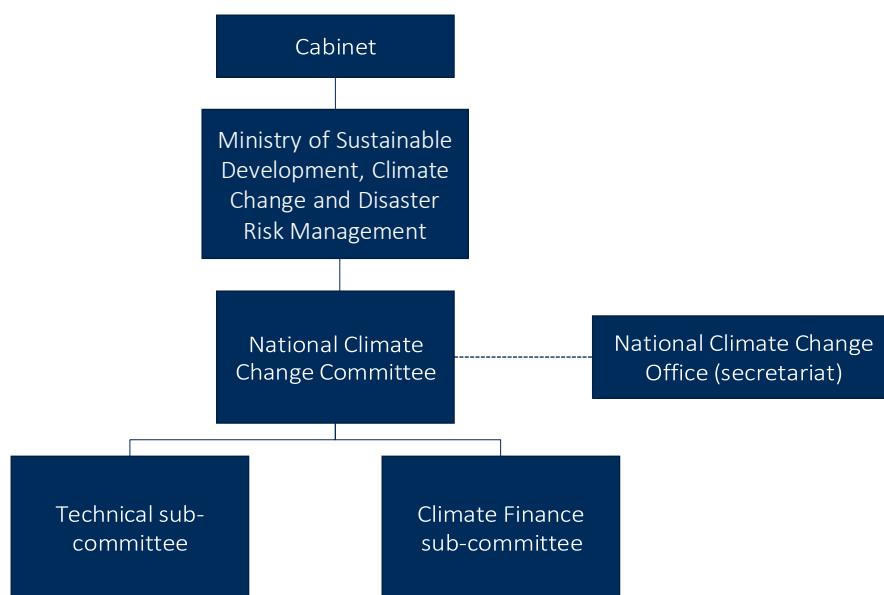 Cabinet
Ministry of Sustainable
Development, Climate
Change and Disaster
Risk Management
National Climate
Change Committee
National Climate Change
Office (secretariat)
Technical sub-
committee
Climate Finance
sub-committee